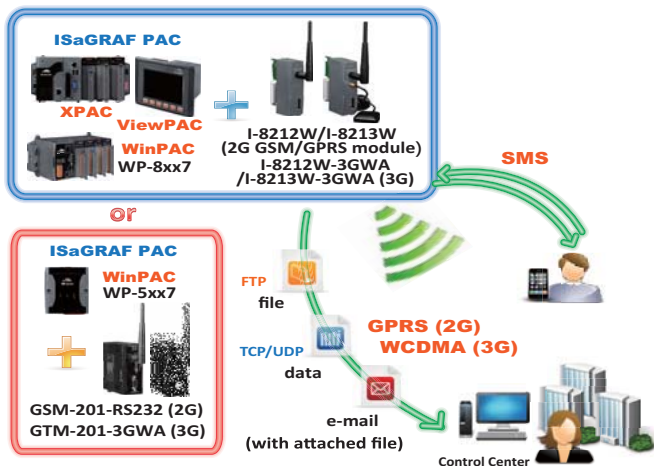 ISaGRAF PAC
XPAC
ViewPAC
WinPAC
WP-8xx7
I-8212W/I-8213W
(2G GSM/GPRS module)
I-8212W-3GWA
/I-8213W-3GWA (3G)
SMS
or
ISaGRAF PAC
WinPAC
WP-5xx7
GSM-201-RS232 (2G)
GTM-201-3GWA (3G)
FTP
file
TCP/UDP
data
e-mail
(with attached file)
GPRS (2G)
WCDMA (3G)
Control Center